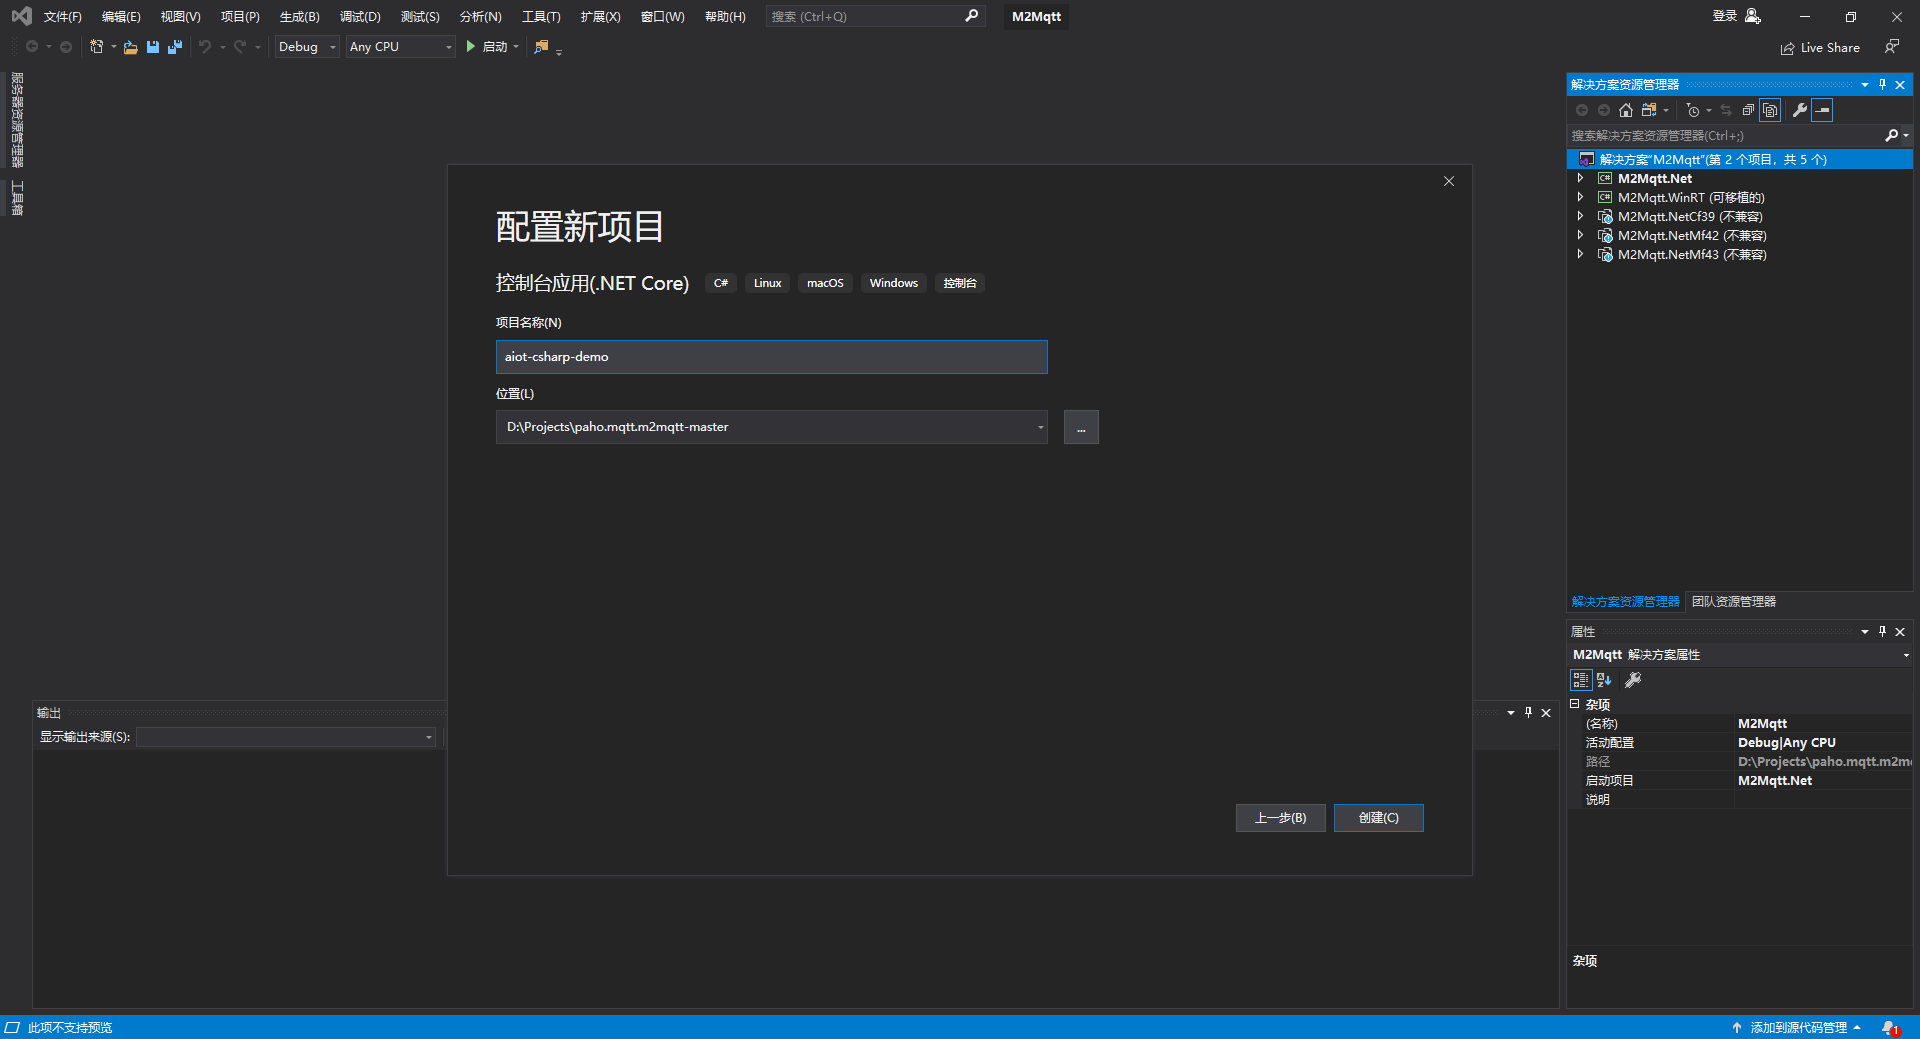 文件(F) 编辑(E) 视图(V) 项目(P) 生成(B) 调试(D) 测试(S) 分析(N) 工具(T) 扩展(X) 窗口(W) 帮助(H) 搜索 (Ctrl+Q) M2Mqtt 登录
Debug Any CPU 启动 Live Share
服务器资源管理器
工具箱
配置新项目
控制台应用(.NET Core) C# Linux macOS Windows 控制台
项目名称(N)
aiot-csharp-demo
位置(L)
D:\Projects\paho.mqtt.m2mqtt-master
...
上一步(B) 创建(C)
输出
显示输出来源(S):
解决方案资源管理器
搜索解决方案资源管理器(Ctrl+;)
解决方案"M2Mqtt"(第 2 个项目，共 5 个)
C# M2Mqtt.Net
C# M2Mqtt.WinRT (可移植的)
M2Mqtt.NetCf39 (不兼容)
M2Mqtt.NetMf42 (不兼容)
M2Mqtt.NetMf43 (不兼容)
解决方案资源管理器 团队资源管理器
属性
M2Mqtt 解决方案属性
杂项
(名称) M2Mqtt
活动配置 Debug|Any CPU
路径 D:\Projects\paho.mqtt.m2m
启动项目 M2Mqtt.Net
说明
杂项
此项不支持预览 添加到源代码管理 1